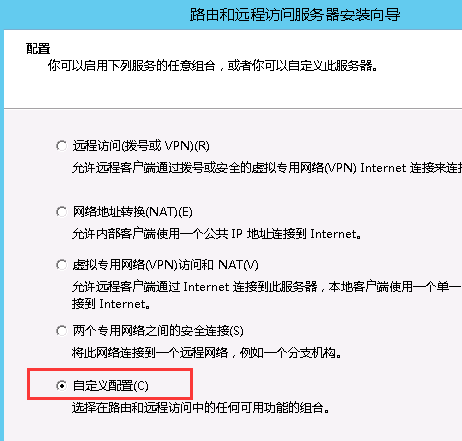 路由和远程访问服务器安装向导
配置
你可以启用下列服务的任意组合，或者你可以自定义此服务器。
远程访问(拨号或 VPN)(R)
允许远程客户端通过拨号或安全的虚拟专用网络(VPN) Internet 连接来连接
网络地址转换(NAT)(E)
允许内部客户端使用一个公共 IP 地址连接到 Internet。
虚拟专用网络(VPN)访问和 NAT(V)
允许远程客户端通过 Internet 连接到此服务器，本地客户端使用一个单一
接到 Internet。
两个专用网络之间的安全连接(S)
将此网络连接到一个远程网络，例如一个分支机构。
自定义配置(C)
选择在路由和远程访问中的任何可用功能的组合。